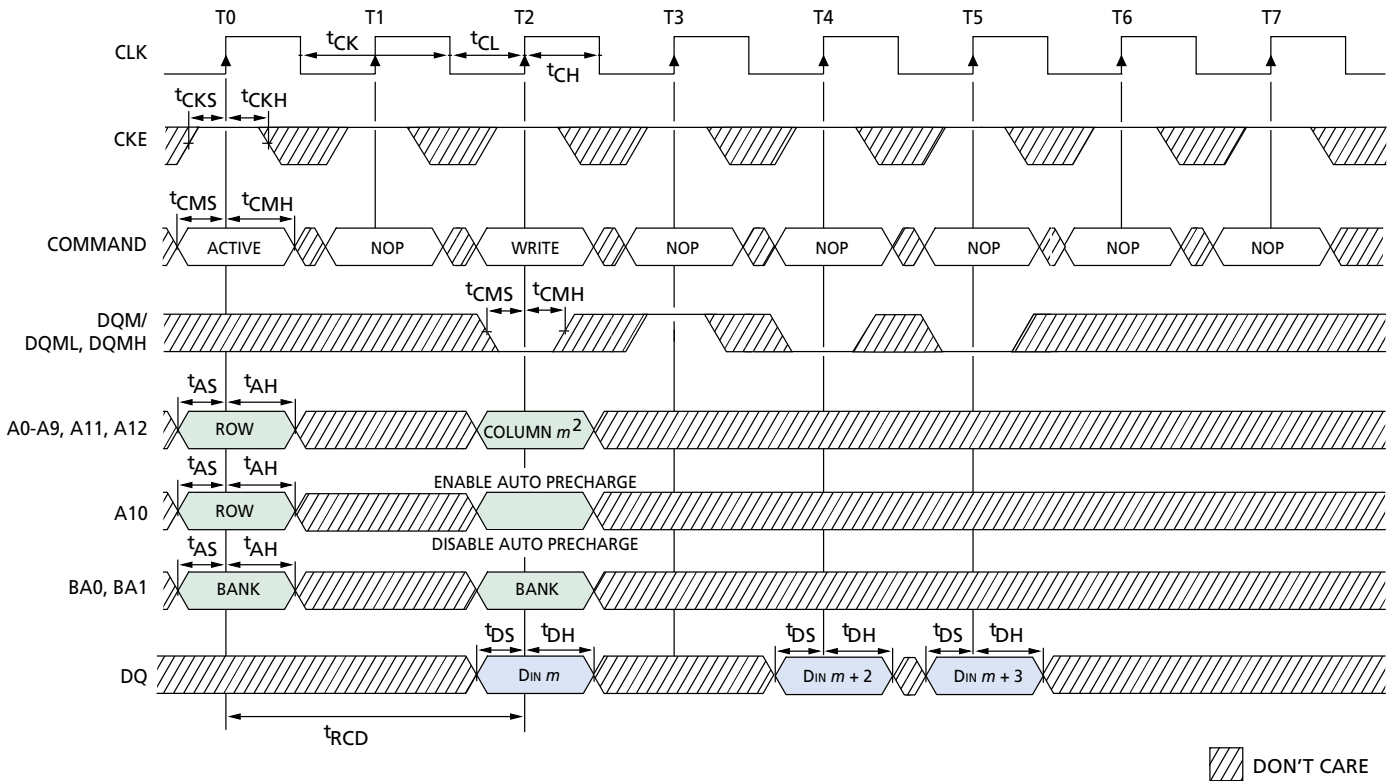 T0 T1 T2 T3 T4 T5 T6 T7
CLK
tCK tCL
tCH
tCKS tCKH
CKE
tCMS tCMH
COMMAND ACTIVE NOP WRITE NOP NOP NOP NOP NOP
tCMS tCMH
DQM/
DQML, DQMH
tAS tAH
A0-A9, A11, A12 ROW COLUMN m2
tAS tAH
ENABLE AUTO PRECHARGE
A10 ROW
DISABLE AUTO PRECHARGE
tAS tAH
BA0, BA1 BANK BANK
tDS tDH tDS tDH tDS tDH
DQ DIN m DIN m + 2 DIN m + 3
tRCD
DON'T CARE